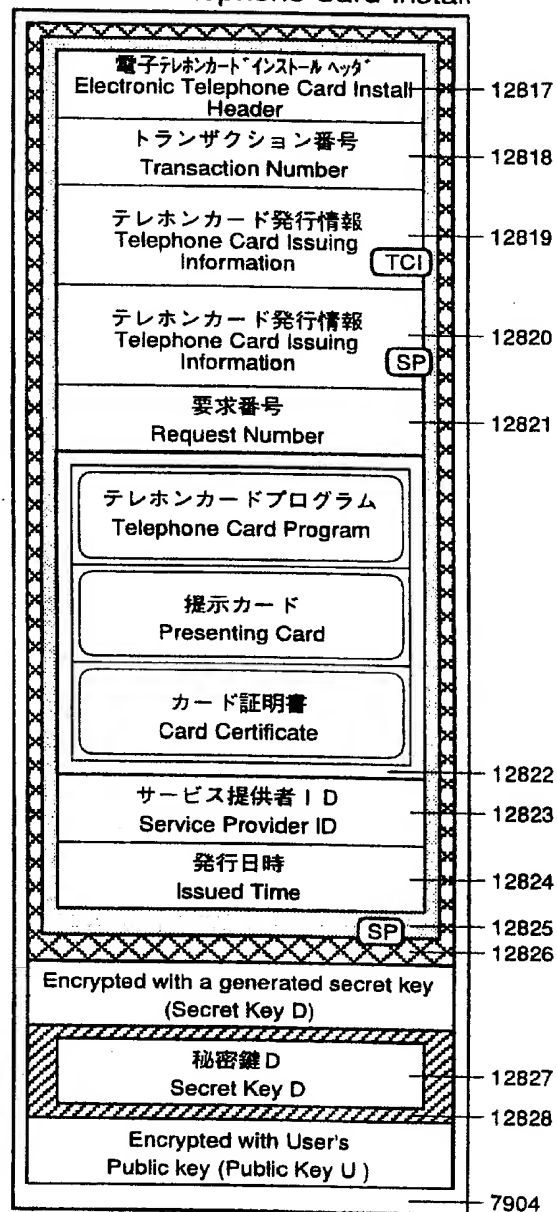 電子テレホンカードインストールヘッダ
Electronic Telephone Card Install
Header
12817
トランザクション番号
Transaction Number
12818
テレホンカード発行情報
Telephone Card Issuing
Information
TCI
12819
テレホンカード発行情報
Telephone Card Issuing
Information
SP
12820
要求番号
Request Number
12821
テレホンカードプログラム
Telephone Card Program
提示カード
Presenting Card
カード証明書
Card Certificate
12822
サービス提供者ID
Service Provider ID
12823
発行日時
Issued Time
12824
SP
12825
12826
Encrypted with a generated secret key
(Secret Key D)
秘密鍵D
Secret Key D
12827
12828
Encrypted with User's
Public key (Public Key U )
7904